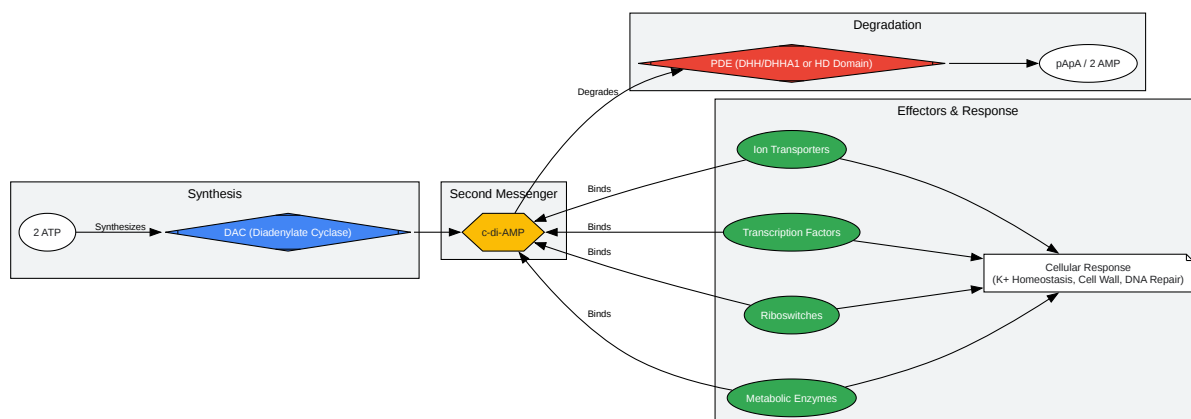 Synthesis
2 ATP
Synthesizes
DAC (Diadenylate Cyclase)
Second Messenger
c-di-AMP
Degradation
Degrades
PDE (DHH/DHHA1 or HD Domain)
pApA / 2 AMP
Effectors & Response
Binds
Ion Transporters
Binds
Transcription Factors
Binds
Riboswitches
Binds
Metabolic Enzymes
Cellular Response
(K+ Homeostasis, Cell Wall, DNA Repair)